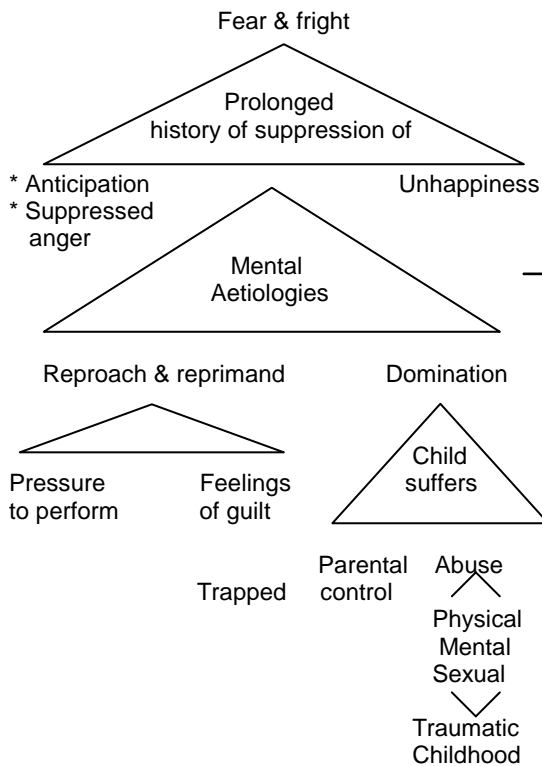 Fear & fright
Prolonged
history of suppression of
* Anticipation
* Suppressed
anger
Unhappiness
Mental
Aetiologies
Reproach & reprimand
Domination
Pressure
to perform
Feelings
of guilt
Child
suffers
Trapped
Parental
control
Abuse
Physical
Mental
Sexual
Traumatic
Childhood